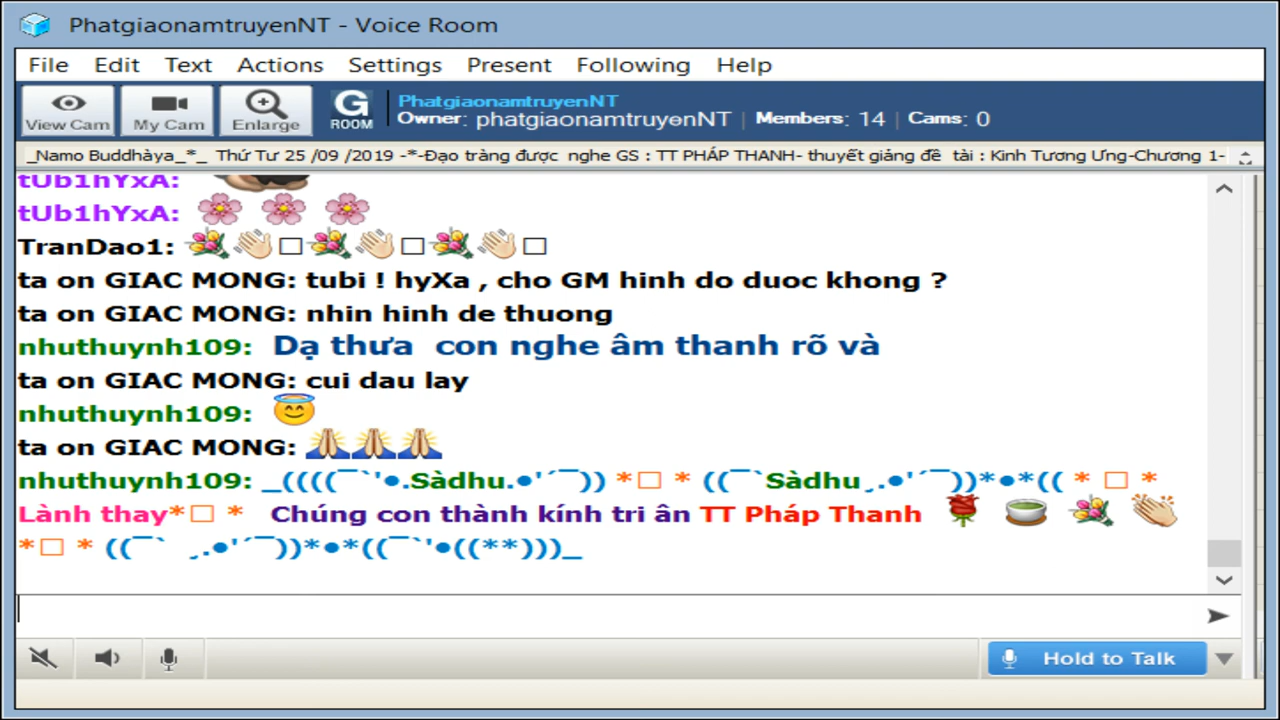 PhatgiaonamtruyenNT - Voice Room
File Edit Text Actions Settings Present Following Help
View Cam My Cam Enlarge G ROOM
PhatgiaonamtruyenNT
Owner: phatgiaonamtruyenNT | Members: 14 | Cams: 0
_Namo Buddhàya_*_ Thứ Tư 25 /09 /2019 -*-Đạo tràng được nghe GS : TT PHÁP THANH- thuyết giảng đề tài : Kinh Tương Ưng-Chương 1-
tUb1hYxA:
tUb1hYxA: 🌸 🌸 🌸
TranDao1: 💐👏🏻□💐👏🏻□💐👏🏻□
ta on GIAC MONG: tubi ! hyXa , cho GM hinh do duoc khong ?
ta on GIAC MONG: nhin hinh de thuong
nhuthuynh109: Dạ thưa con nghe âm thanh rõ và
ta on GIAC MONG: cui dau lay
nhuthuynh109: 😇
ta on GIAC MONG: 🙏🙏🙏
nhuthuynh109: _((((¯`'●.Sàdhu.●'´¯)) *□ * ((¯`Sàdhu¸.●'´¯))*●*(( * □ *
Lành thay*□ * Chúng con thành kính tri ân TT Pháp Thanh 🌹 🍵 💐 👏
*□ * ((¯` ¸.●'´¯))*●*((¯`'●((**)))_
Hold to Talk